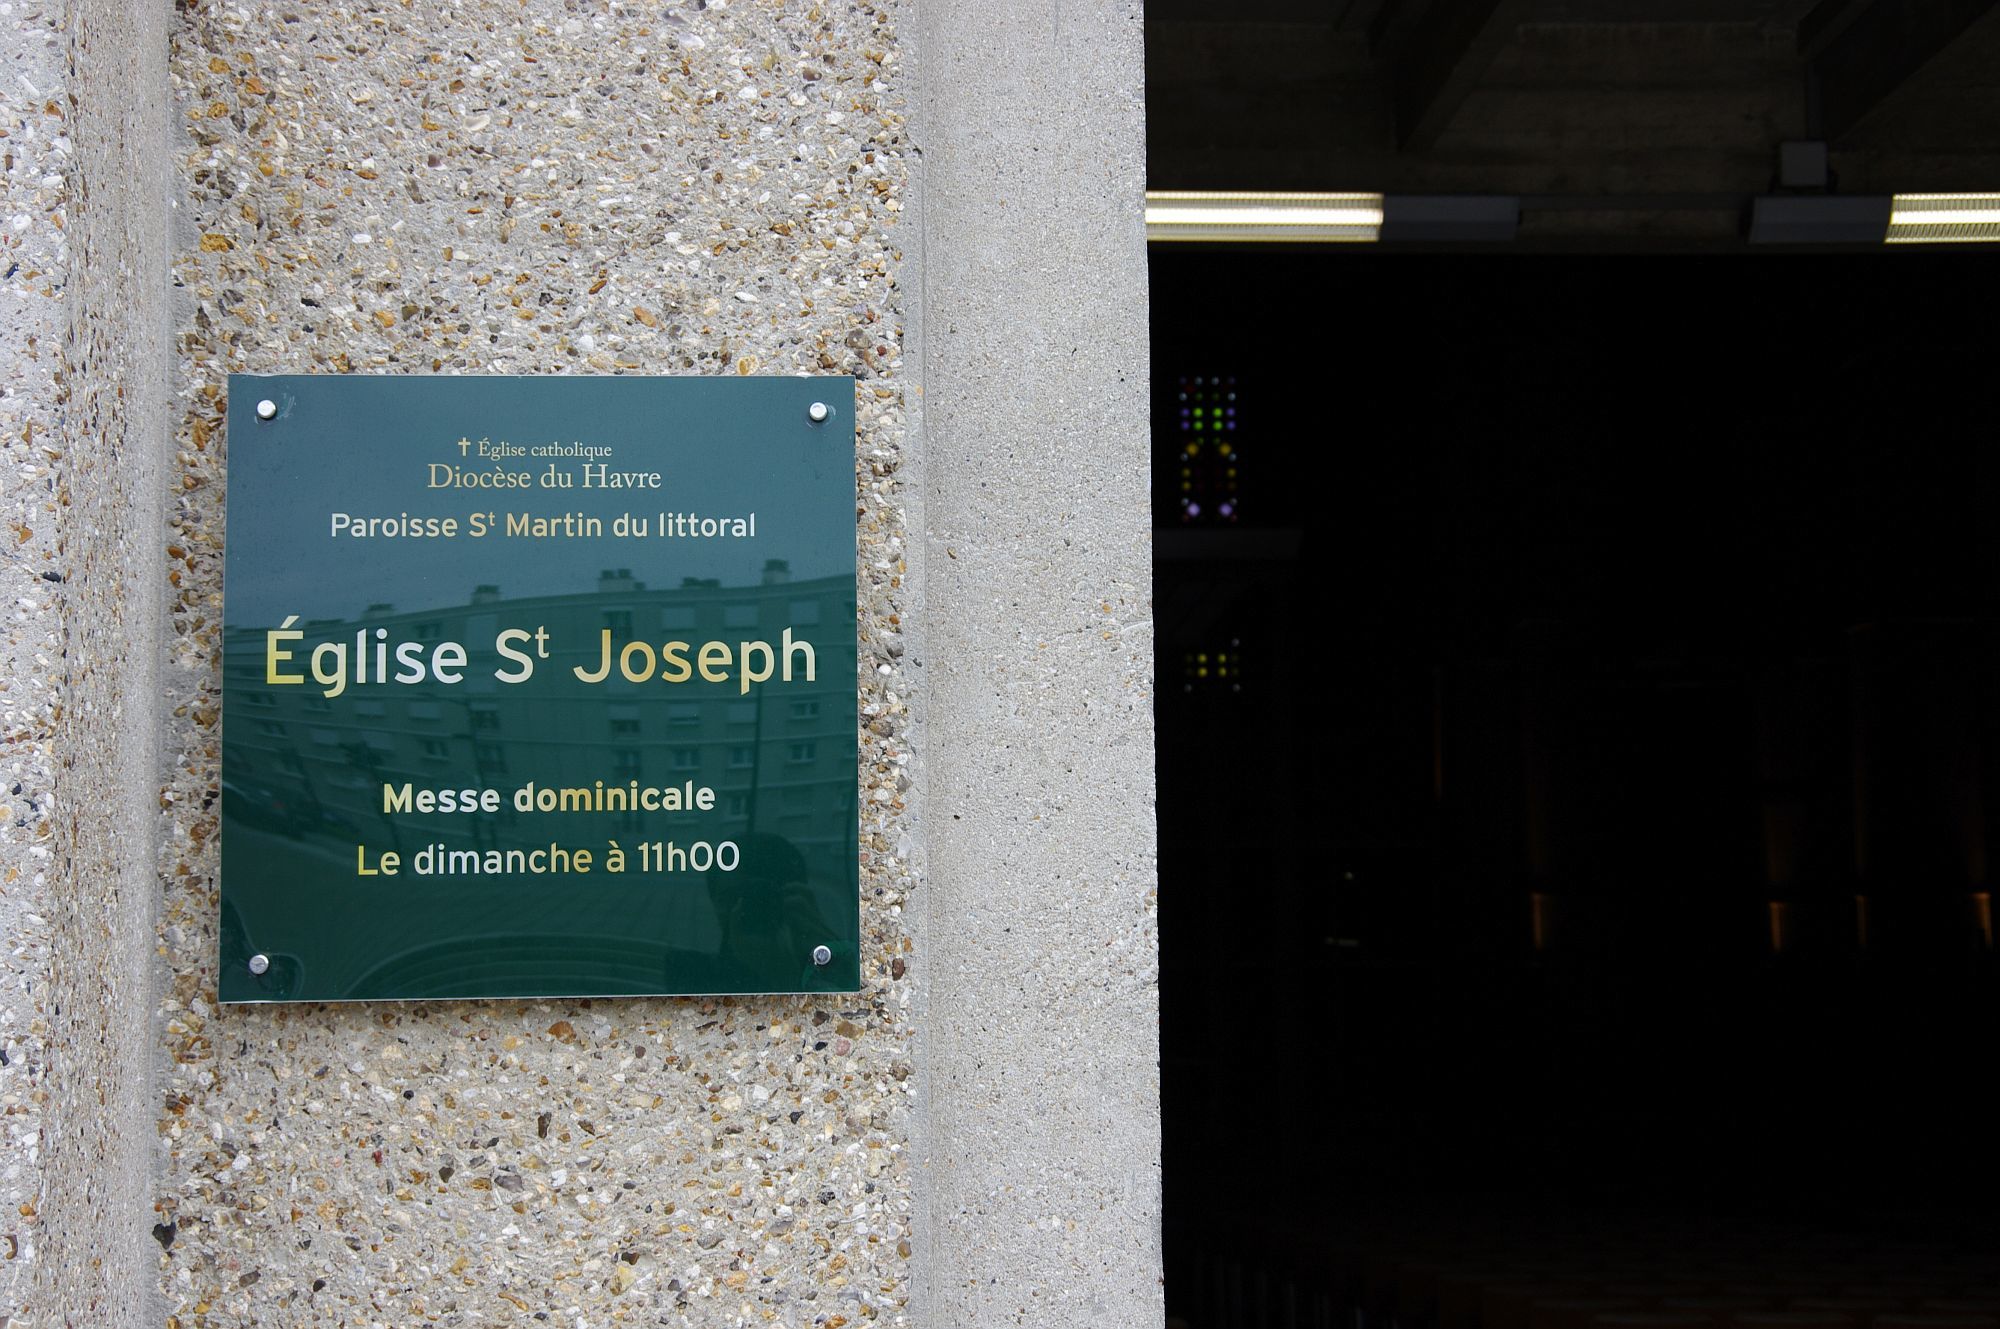 ✝ Église catholique
Diocèse du Havre
Paroisse Sᵗ Martin du littoral
Église Sᵗ Joseph
Messe dominicale
Le dimanche à 11h00